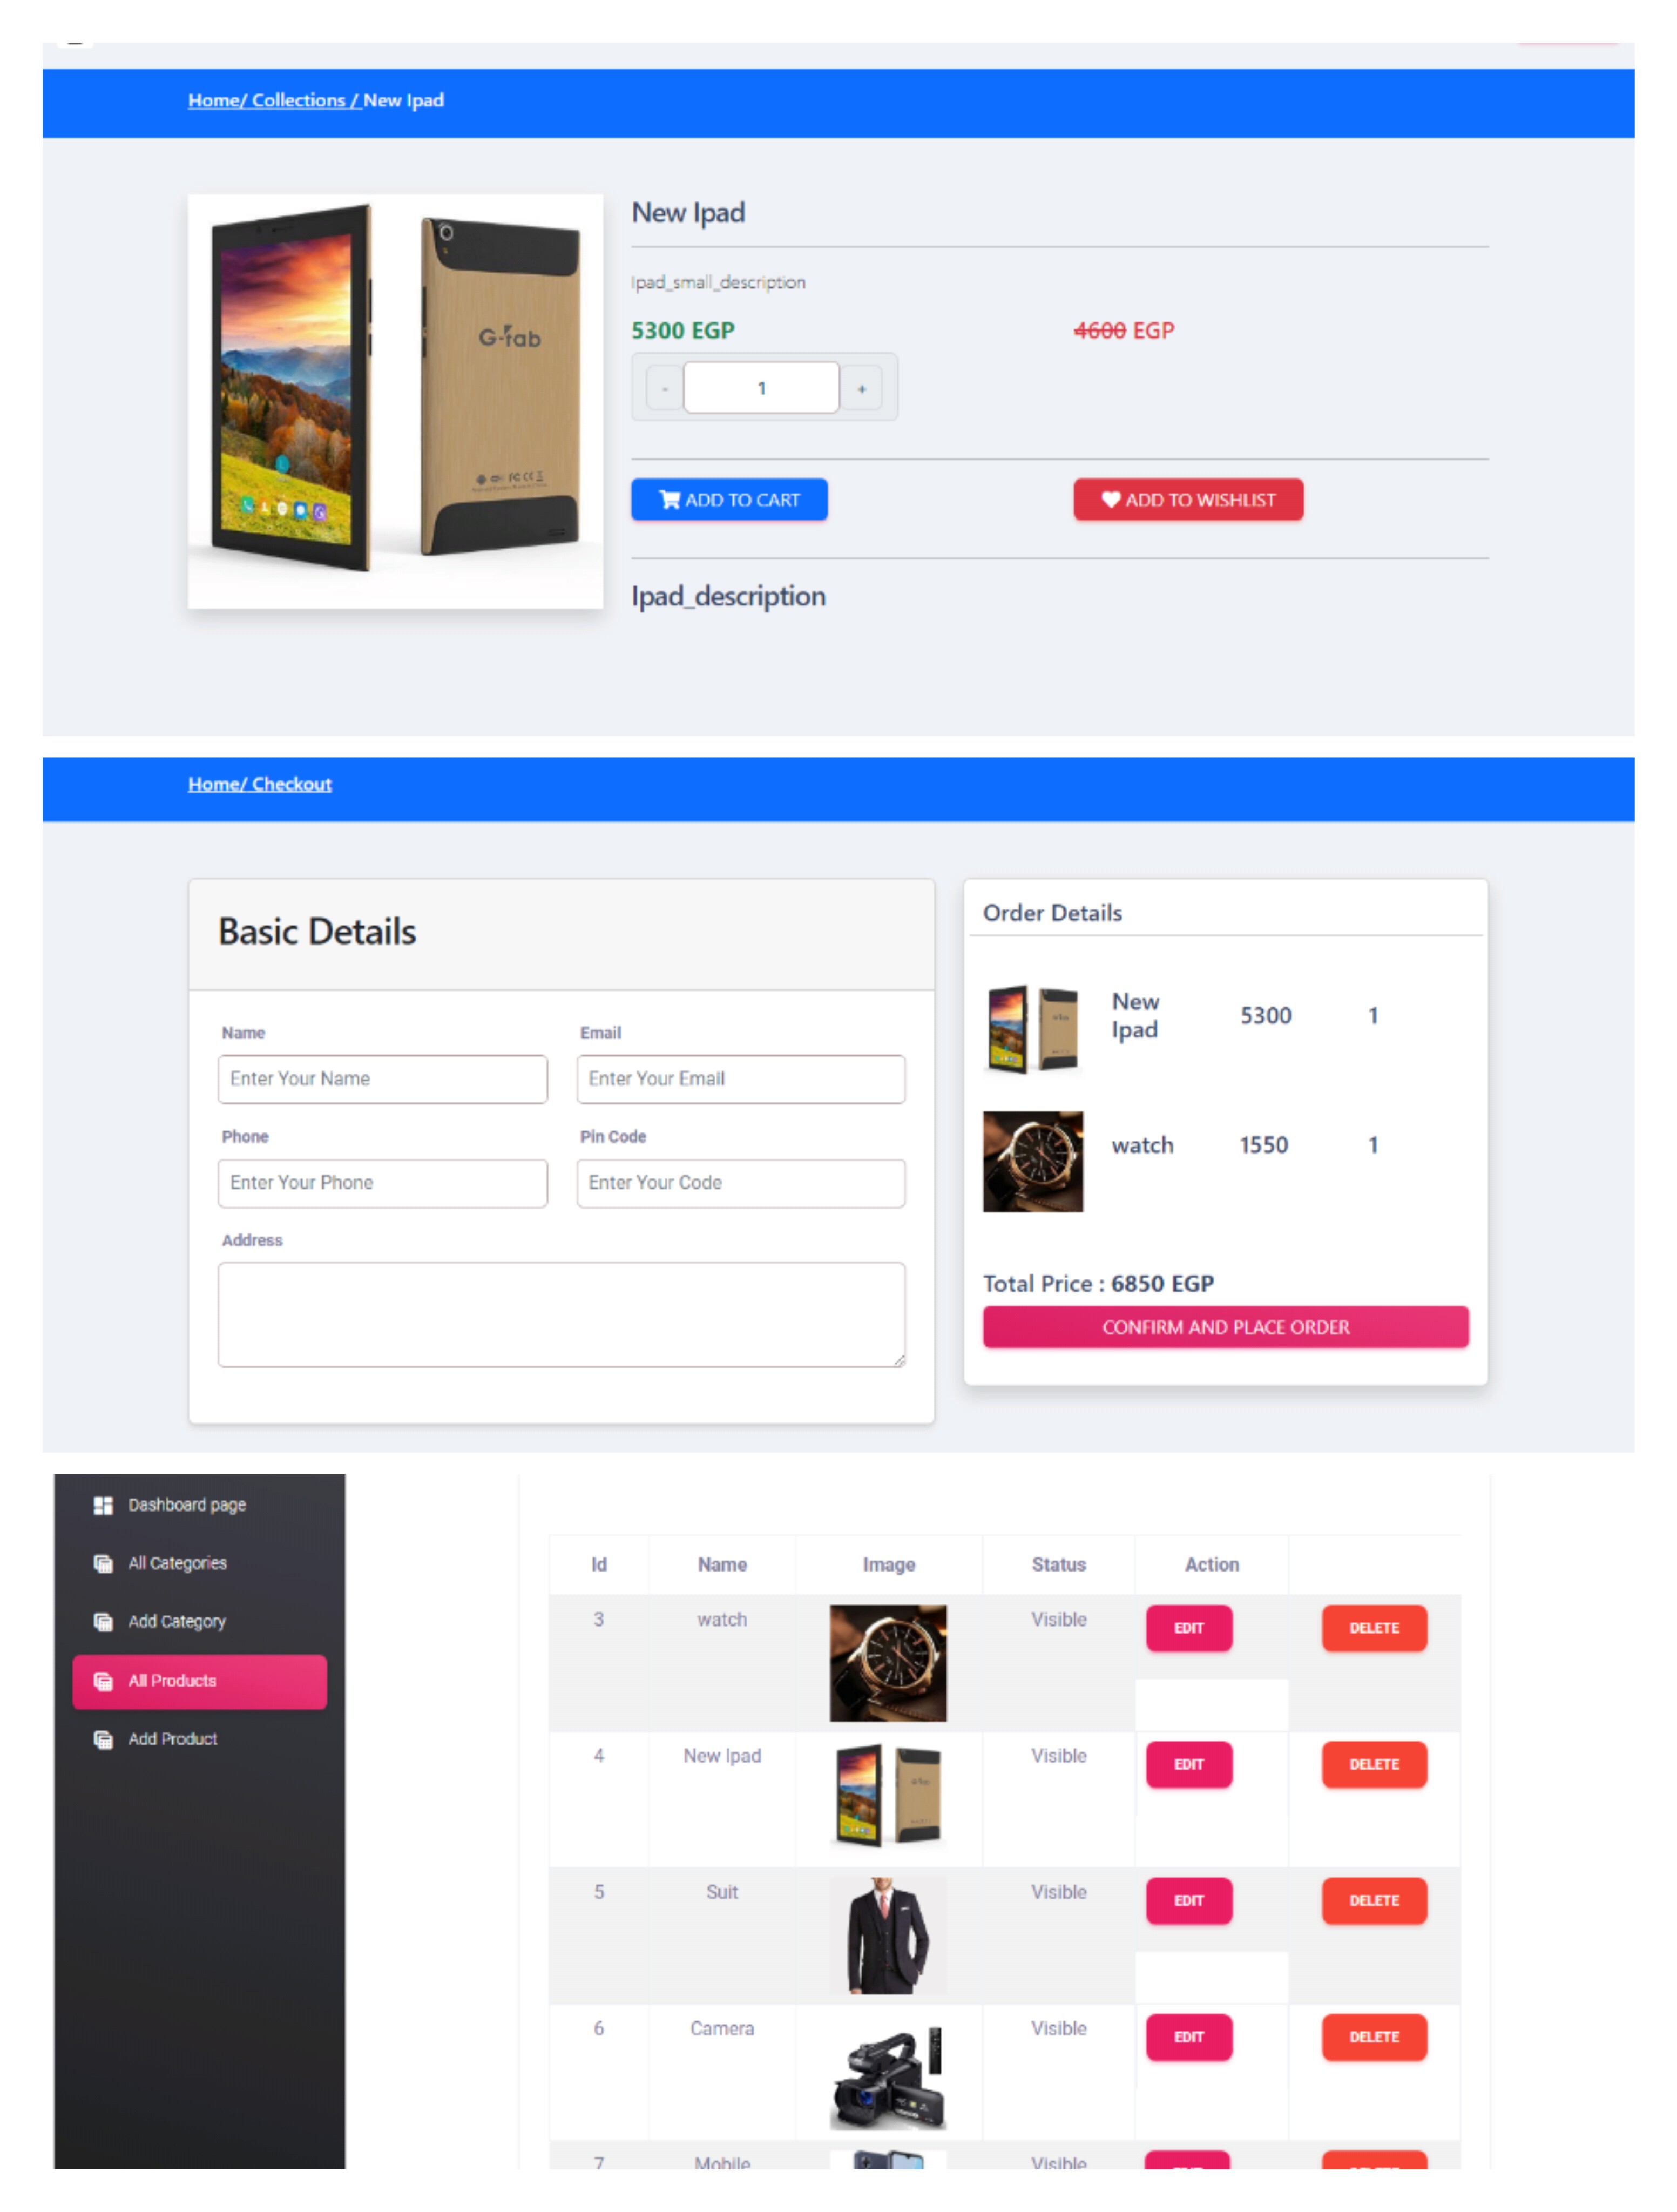 Home/ Collections / New Ipad
New Ipad
Ipad_small_description
5300 EGP 4600 EGP
- 1 +
ADD TO CART ADD TO WISHLIST
Ipad_description
G-Tab
Home/ Checkout
Basic Details
Name Email
Enter Your Name Enter Your Email
Phone Pin Code
Enter Your Phone Enter Your Code
Address
Order Details
New Ipad 5300 1
watch 1550 1
Total Price : 6850 EGP
CONFIRM AND PLACE ORDER
Dashboard page
All Categories
Add Category
All Products
Add Product
Id Name Image Status Action
3 watch Visible EDIT DELETE
4 New Ipad Visible EDIT DELETE
5 Suit Visible EDIT DELETE
6 Camera Visible EDIT DELETE
7 Mobile Visible